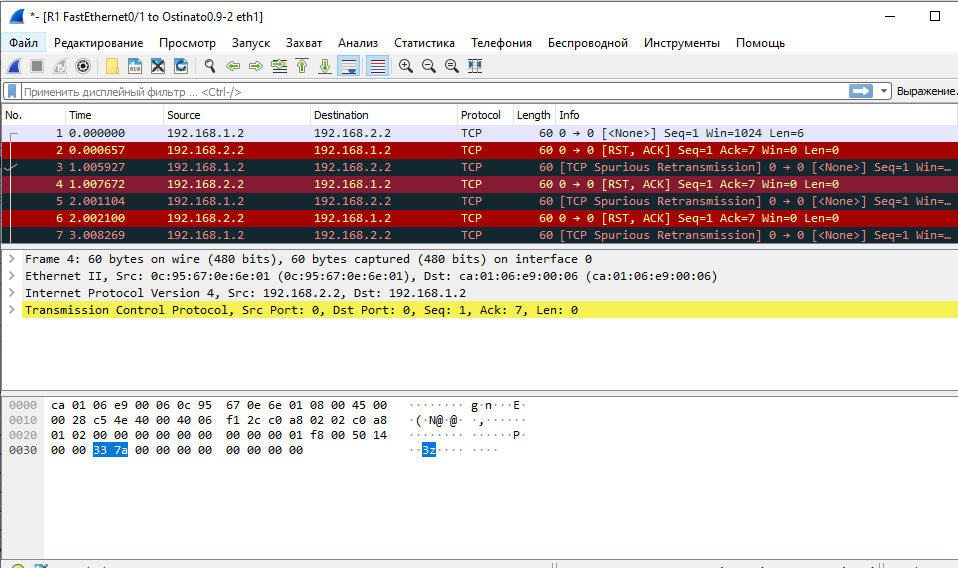 *- [R1 FastEthernet0/1 to Ostinato0.9-2 eth1]
Файл Редактирование Просмотр Запуск Захват Анализ Статистика Телефония Беспроводной Инструменты Помощь
Применить дисплейный фильтр ... <Ctrl-/> Выражение.
No. Time Source Destination Protocol Length Info
1 0.000000 192.168.1.2 192.168.2.2 TCP 60 0 → 0 [<None>] Seq=1 Win=1024 Len=6
2 0.000657 192.168.2.2 192.168.1.2 TCP 60 0 → 0 [RST, ACK] Seq=1 Ack=7 Win=0 Len=0
3 1.005927 192.168.1.2 192.168.2.2 TCP 60 [TCP Spurious Retransmission] 0 → 0 [<None>] Seq=1 Win=…
4 1.007672 192.168.2.2 192.168.1.2 TCP 60 0 → 0 [RST, ACK] Seq=1 Ack=7 Win=0 Len=0
5 2.001104 192.168.1.2 192.168.2.2 TCP 60 [TCP Spurious Retransmission] 0 → 0 [<None>] Seq=1 Win=…
6 2.002100 192.168.2.2 192.168.1.2 TCP 60 0 → 0 [RST, ACK] Seq=1 Ack=7 Win=0 Len=0
7 3.008269 192.168.1.2 192.168.2.2 TCP 60 [TCP Spurious Retransmission] 0 → 0 [<None>] Seq=1 Win=…
Frame 4: 60 bytes on wire (480 bits), 60 bytes captured (480 bits) on interface 0
Ethernet II, Src: 0c:95:67:0e:6e:01 (0c:95:67:0e:6e:01), Dst: ca:01:06:e9:00:06 (ca:01:06:e9:00:06)
Internet Protocol Version 4, Src: 192.168.2.2, Dst: 192.168.1.2
Transmission Control Protocol, Src Port: 0, Dst Port: 0, Seq: 1, Ack: 7, Len: 0
0000 ca 01 06 e9 00 06 0c 95 67 0e 6e 01 08 00 45 00 ········ g·n···E·
0010 00 28 c5 4e 40 00 40 06 f1 2c c0 a8 02 02 c0 a8 ·(·N@·@· ·,······
0020 01 02 00 00 00 00 00 00 00 00 01 f8 00 50 14 ········ ······P·
0030 00 00 33 7a 00 00 00 00 00 00 00 00 ··3z···· ····